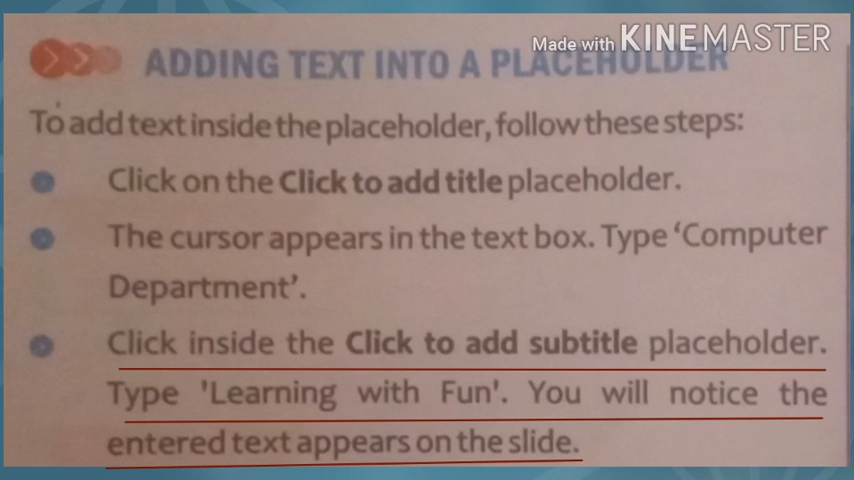 Made with KINEMASTER
ADDING TEXT INTO A PLACEHOLDER
To add text inside the placeholder, follow these steps:
Click on the Click to add title placeholder.
The cursor appears in the text box. Type ‘Computer
Department’.
Click inside the Click to add subtitle placeholder.
Type 'Learning with Fun'. You will notice the
entered text appears on the slide.